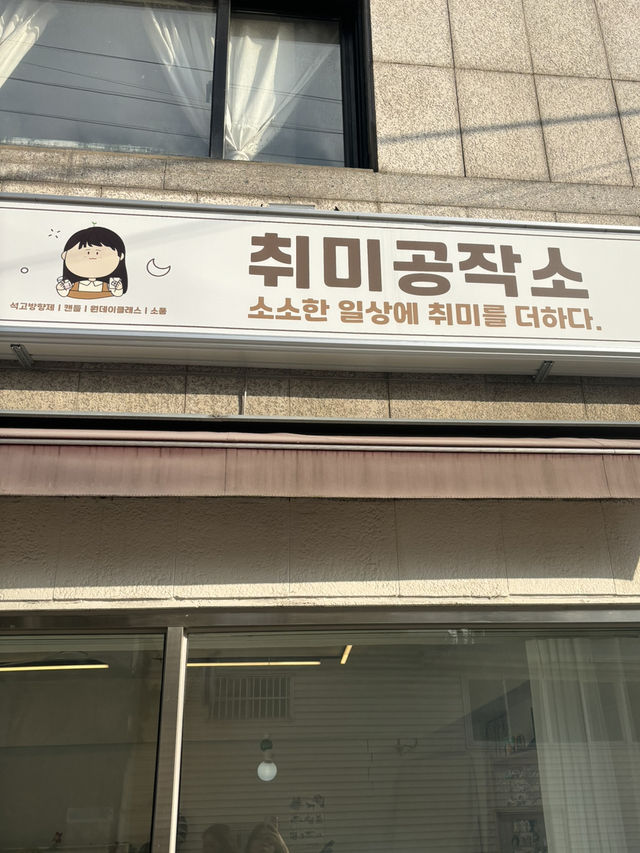 취미공작소
소소한 일상에 취미를 더하다.
석고방향제 | 캔들 | 원데이클래스 | 소품